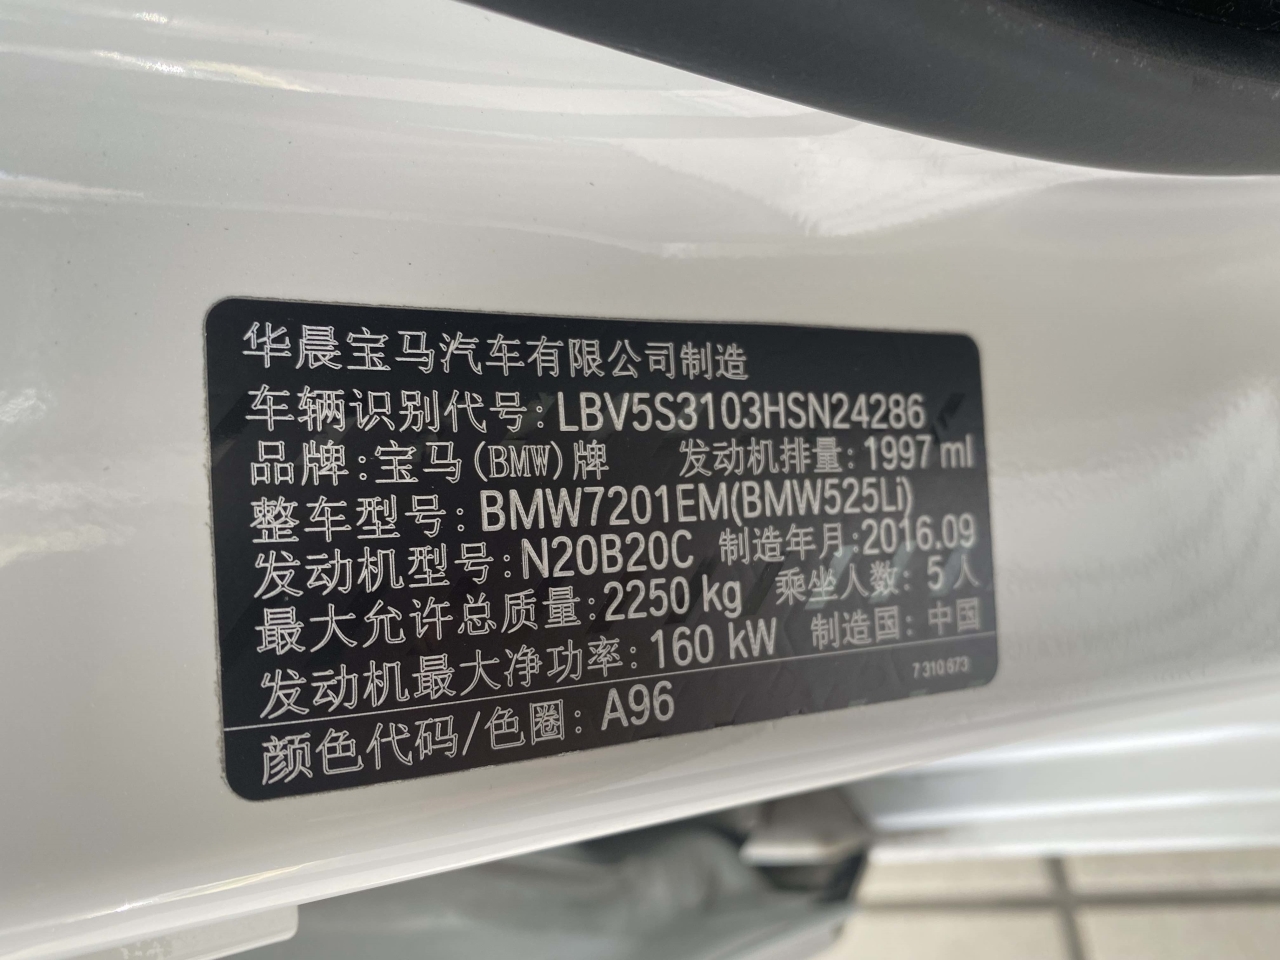 华晨宝马汽车有限公司制造
车辆识别代号:LBV5S3103HSN24286
品牌:宝马(BMW)牌 发动机排量:1997 ml
整车型号:BMW7201EM(BMW525Li)
发动机型号:N20B20C 制造年月:2016.09
最大允许总质量:2250 kg 乘坐人数:5人
发动机最大净功率:160 kW 制造国:中国
7 310 673
颜色代码/色圈:A96